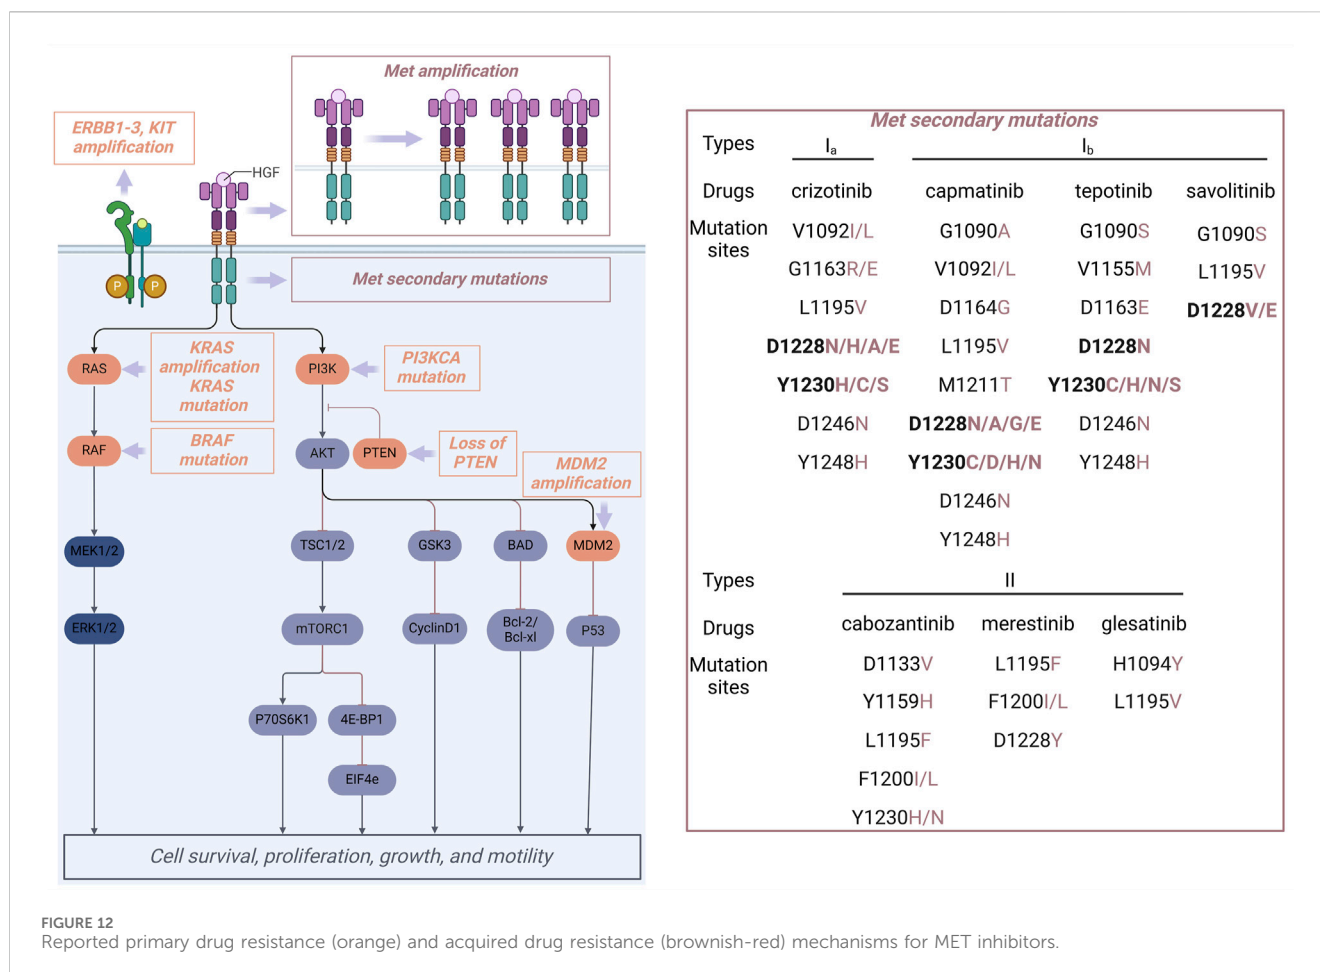 Met amplification
ERBB1-3, KIT
amplification
HGF
P
P
Met secondary mutations
RAS
KRAS
amplification
KRAS
mutation
PI3K
PI3KCA
mutation
RAF
BRAF
mutation
AKT
PTEN
Loss of
PTEN
MDM2
amplification
MEK1/2
TSC1/2
GSK3
BAD
MDM2
ERK1/2
mTORC1
CyclinD1
Bcl-2/
Bcl-xl
P53
P70S6K1
4E-BP1
EIF4e
Cell survival, proliferation, growth, and motility
Met secondary mutations
Types
Ia
Ib
Drugs
crizotinib
capmatinib
tepotinib
savolitinib
Mutation
sites
V1092I/L
G1163R/E
L1195V
D1228N/H/A/E
Y1230H/C/S
D1246N
Y1248H
G1090A
V1092I/L
D1164G
L1195V
M1211T
D1228N/A/G/E
Y1230C/D/H/N
D1246N
Y1248H
G1090S
V1155M
D1163E
D1228N
Y1230C/H/N/S
D1246N
Y1248H
G1090S
L1195V
D1228V/E
Types
II
Drugs
cabozantinib
merestinib
glesatinib
Mutation
sites
D1133V
Y1159H
L1195F
F1200I/L
Y1230H/N
L1195F
F1200I/L
D1228Y
H1094Y
L1195V
FIGURE 12
Reported primary drug resistance (orange) and acquired drug resistance (brownish-red) mechanisms for MET inhibitors.